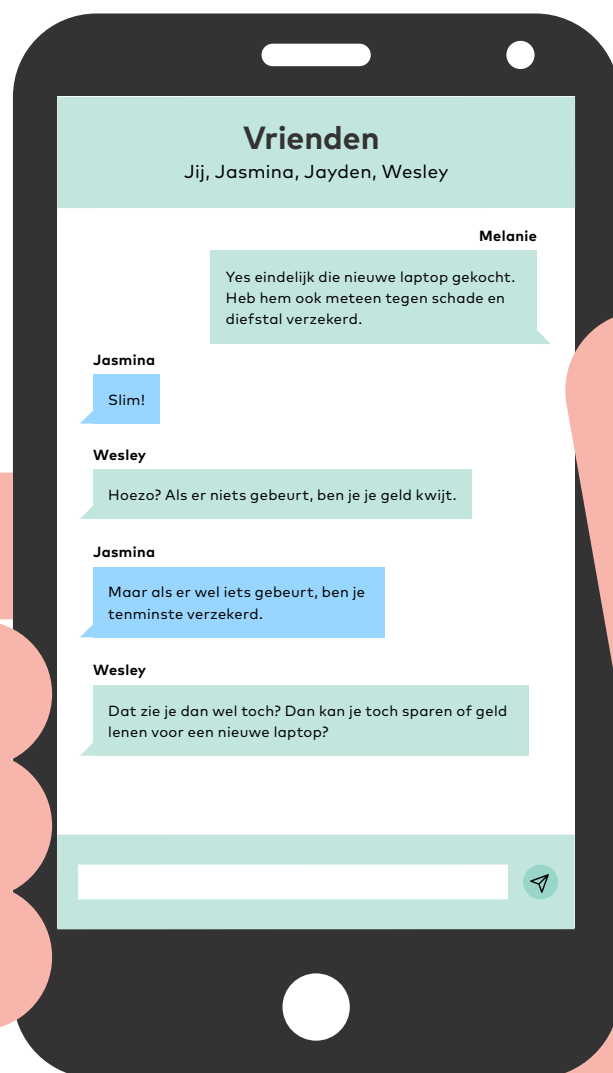 Vrienden
Jij, Jasmina, Jayden, Wesley
Melanie
Yes eindelijk die nieuwe laptop gekocht.
Heb hem ook meteen tegen schade en
diefstal verzekerd.
Jasmina
Slim!
Wesley
Hoezo? Als er niets gebeurt, ben je je geld kwijt.
Jasmina
Maar als er wel iets gebeurt, ben je
tenminste verzekerd.
Wesley
Dat zie je dan wel toch? Dan kan je toch sparen of geld
lenen voor een nieuwe laptop?